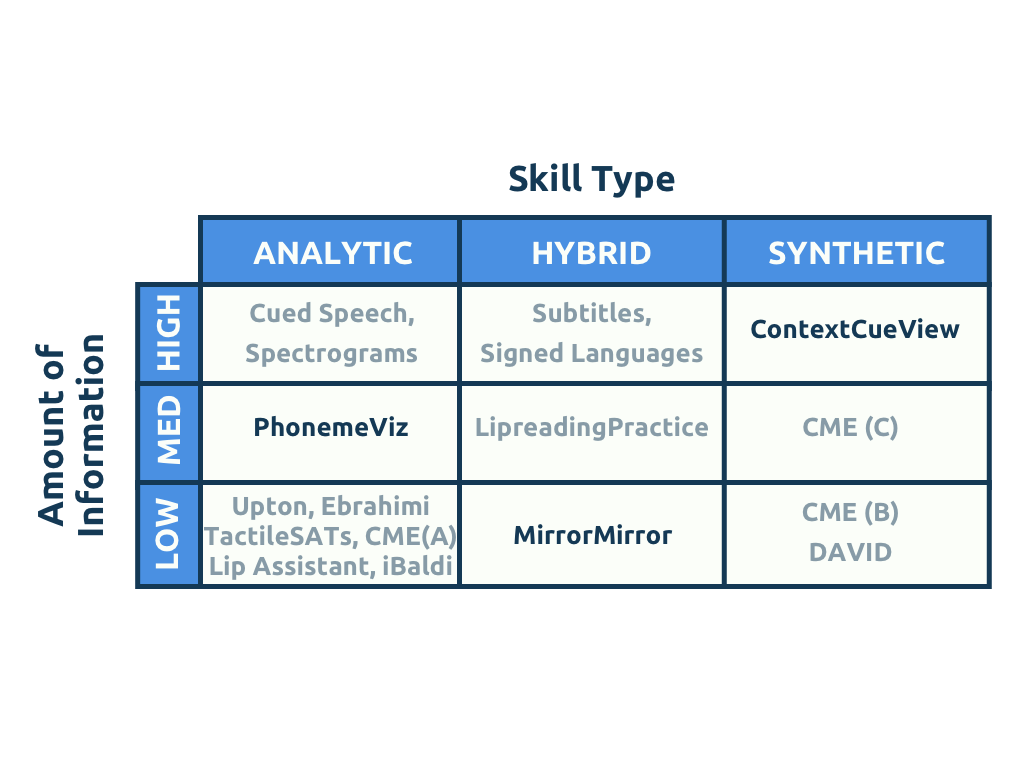 Skill Type
ANALYTIC HYBRID SYNTHETIC
Amount of
Information
HIGH
Cued Speech,
Spectrograms
Subtitles,
Signed Languages
ContextCueView
MED
PhonemeViz
LipreadingPractice
CME (C)
LOW
Upton, Ebrahimi
TactileSATs, CME(A)
Lip Assistant, iBaldi
MirrorMirror
CME (B)
DAVID